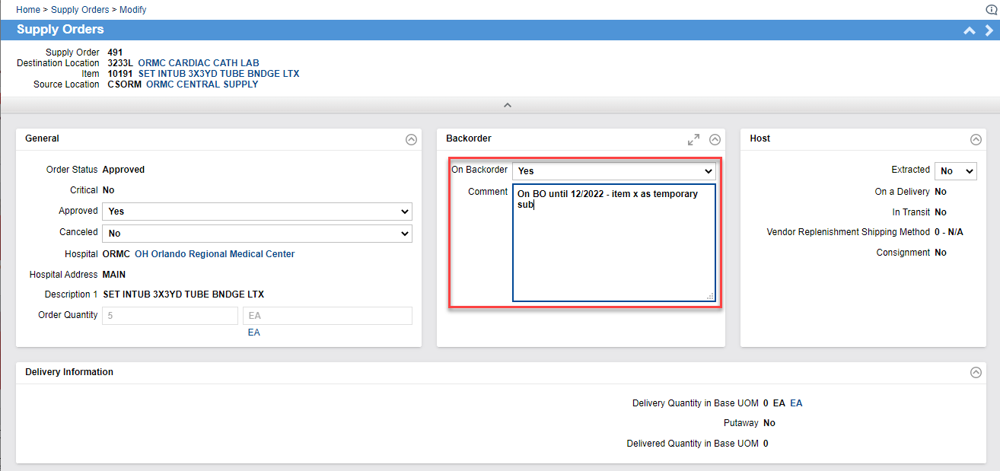 Home > Supply Orders > Modify
Supply Orders
Supply Order 491
Destination Location 3233L ORMC CARDIAC CATH LAB
Item 10191 SET INTUB 3X3YD TUBE BNDGE LTX
Source Location CSORM ORMC CENTRAL SUPPLY
General
Order Status Approved
Critical No
Approved Yes
Canceled No
Hospital ORMC OH Orlando Regional Medical Center
Hospital Address MAIN
Description 1 SET INTUB 3X3YD TUBE BNDGE LTX
Order Quantity 5 EA
EA
Backorder
On Backorder Yes
Comment On BO until 12/2022 - item x as temporary
sub
Host
Extracted No
On a Delivery No
In Transit No
Vendor Replenishment Shipping Method 0 - N/A
Consignment No
Delivery Information
Delivery Quantity in Base UOM 0 EA EA
Putaway No
Delivered Quantity in Base UOM 0